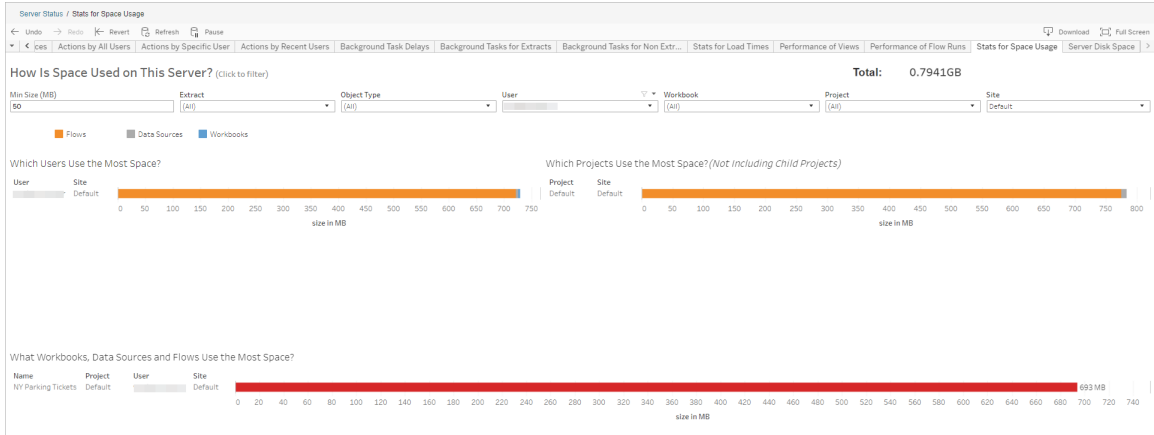 Server Status / Stats for Space Usage
Undo Redo Revert Refresh Pause Download Full Screen
ces Actions by All Users Actions by Specific User Actions by Recent Users Background Task Delays Background Tasks for Extracts Background Tasks for Non Extr... Stats for Load Times Performance of Views Performance of Flow Runs Stats for Space Usage Server Disk Space
How Is Space Used on This Server? (Click to filter) Total: 0.7941GB
Min Size (MB) Extract Object Type User Workbook Project Site
50 (All) (All) (All) (All) Default
Flows Data Sources Workbooks
Which Users Use the Most Space? Which Projects Use the Most Space?(Not Including Child Projects)
User Site Project Site
Default Default Default
0 50 100 150 200 250 300 350 400 450 500 550 600 650 700 750 0 50 100 150 200 250 300 350 400 450 500 550 600 650 700 750 800
size in MB size in MB
What Workbooks, Data Sources and Flows Use the Most Space?
Name Project User Site
NY Parking Tickets Default Default 693 MB
0 20 40 60 80 100 120 140 160 180 200 220 240 260 280 300 320 340 360 380 400 420 440 460 480 500 520 540 560 580 600 620 640 660 680 700 720 740
size in MB